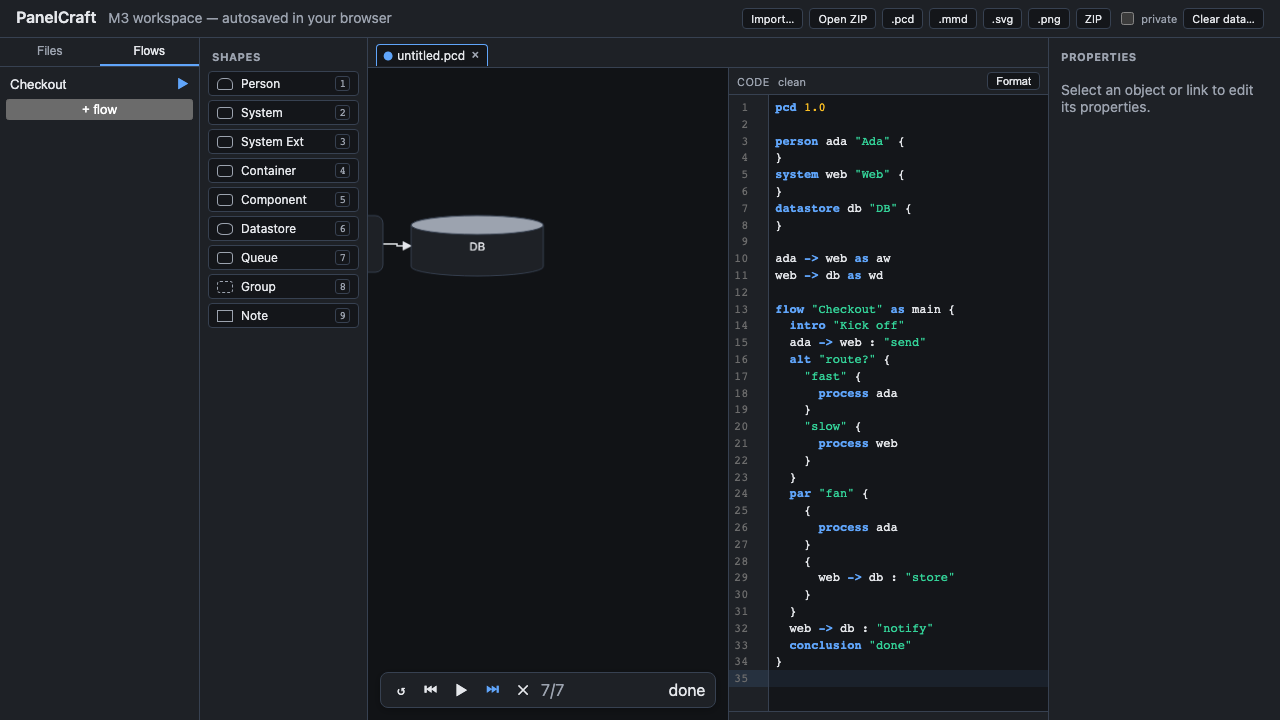 PanelCraft M3 workspace — autosaved in your browser
Import… Open ZIP .pcd .mmd .svg .png ZIP private Clear data…
Files Flows
Checkout
+ flow
SHAPES
Person 1
System 2
System Ext 3
Container 4
Component 5
Datastore 6
Queue 7
Group 8
Note 9
untitled.pcd ×
DB
7/7 done
CODE clean Format
1 pcd 1.0
2
3 person ada "Ada" {
4 }
5 system web "Web" {
6 }
7 datastore db "DB" {
8 }
9
10 ada -> web as aw
11 web -> db as wd
12
13 flow "Checkout" as main {
14 intro "Kick off"
15 ada -> web : "send"
16 alt "route?" {
17 "fast" {
18 process ada
19 }
20 "slow" {
21 process web
22 }
23 }
24 par "fan" {
25 {
26 process ada
27 }
28 {
29 web -> db : "store"
30 }
31 }
32 web -> db : "notify"
33 conclusion "done"
34 }
35
PROPERTIES
Select an object or link to edit
its properties.